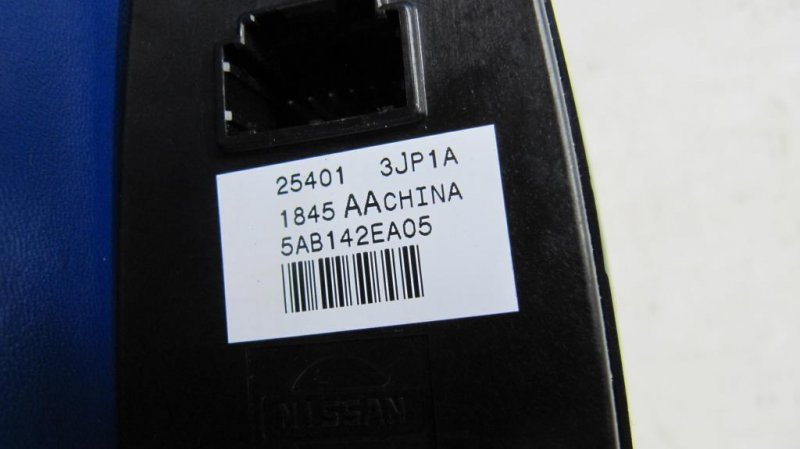 25401 3JP1A
1845 AACHINA
5AB142EA05
NISSAN